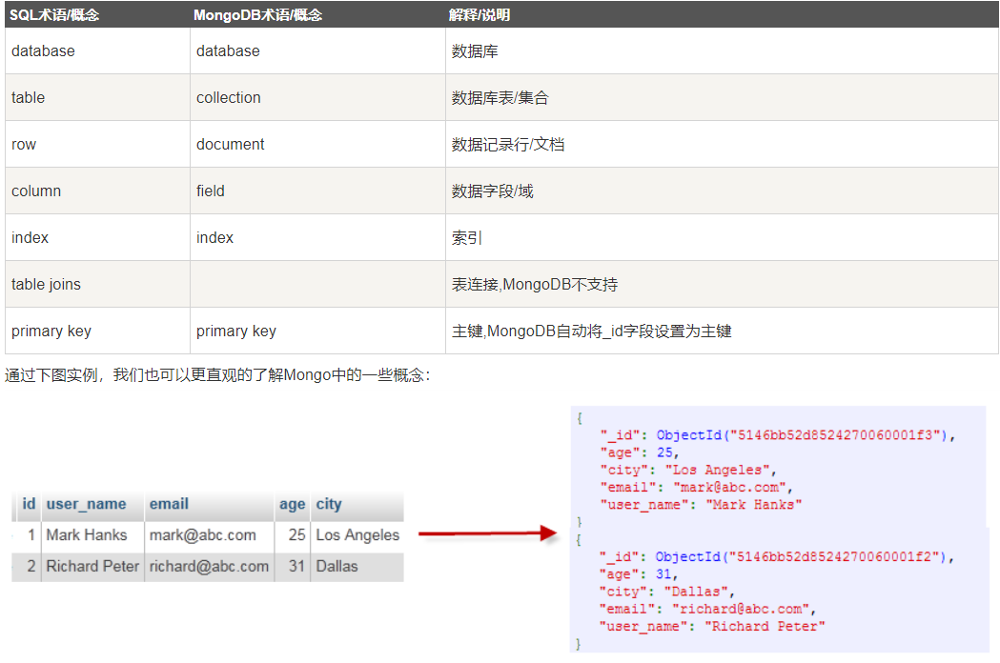 SQL术语/概念 MongoDB术语/概念 解释/说明
database database 数据库
table collection 数据库表/集合
row document 数据记录行/文档
column field 数据字段/域
index index 索引
table joins 表连接,MongoDB不支持
primary key primary key 主键,MongoDB自动将_id字段设置为主键
通过下图实例，我们也可以更直观的了解Mongo中的一些概念：
id user_name email age city
1 Mark Hanks mark@abc.com 25 Los Angeles
2 Richard Peter richard@abc.com 31 Dallas
{
"_id": ObjectId("5146bb52d8524270060001f3"),
"age": 25,
"city": "Los Angeles",
"email": "mark@abc.com",
"user_name": "Mark Hanks"
}
{
"_id": ObjectId("5146bb52d8524270060001f2"),
"age": 31,
"city": "Dallas",
"email": "richard@abc.com",
"user_name": "Richard Peter"
}